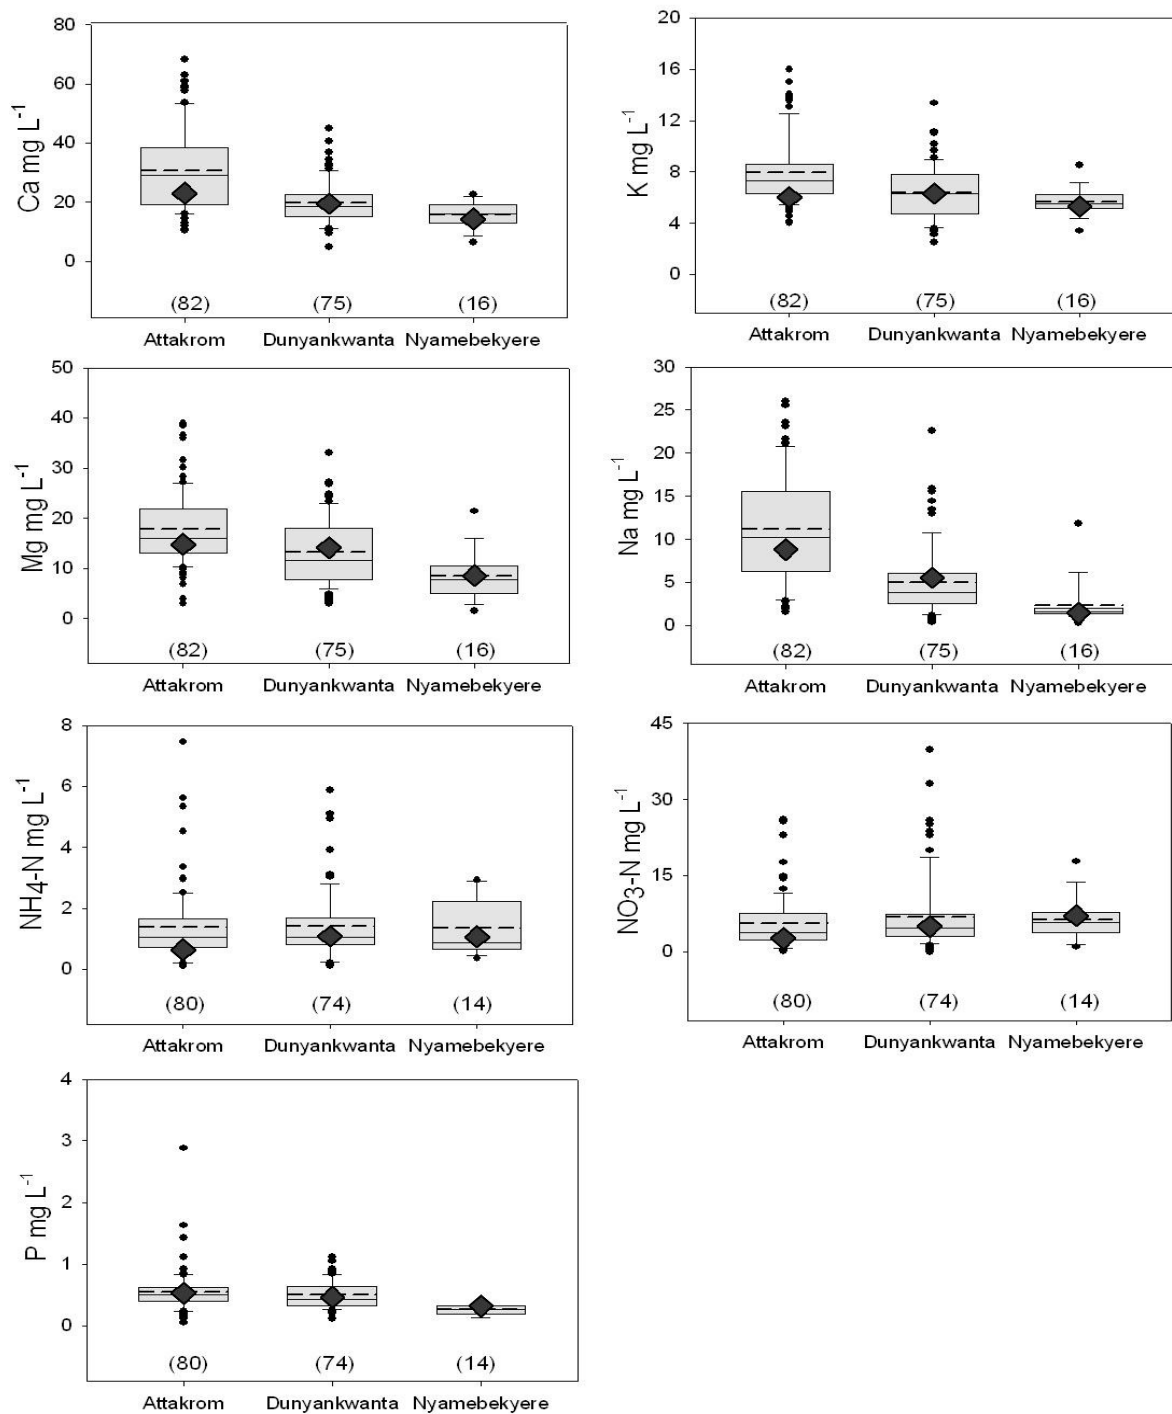 80
60
40
20
0
Ca mg L-1
(82) (75) (16)
Attakrom Dunyankwanta Nyamebekyere
20
16
12
8
4
0
K mg L-1
(82) (75) (16)
Attakrom Dunyankwanta Nyamebekyere
50
40
30
20
10
0
Mg mg L-1
(82) (75) (16)
Attakrom Dunyankwanta Nyamebekyere
30
25
20
15
10
5
0
Na mg L-1
(82) (75) (16)
Attakrom Dunyankwanta Nyamebekyere
8
6
4
2
0
NH4-N mg L-1
(80) (74) (14)
Attakrom Dunyankwanta Nyamebekyere
45
30
15
0
NO3-N mg L-1
(80) (74) (14)
Attakrom Dunyankwanta Nyamebekyere
4
3
2
1
0
P mg L-1
(80) (74) (14)
Attakrom Dunyankwanta Nyamebekyere